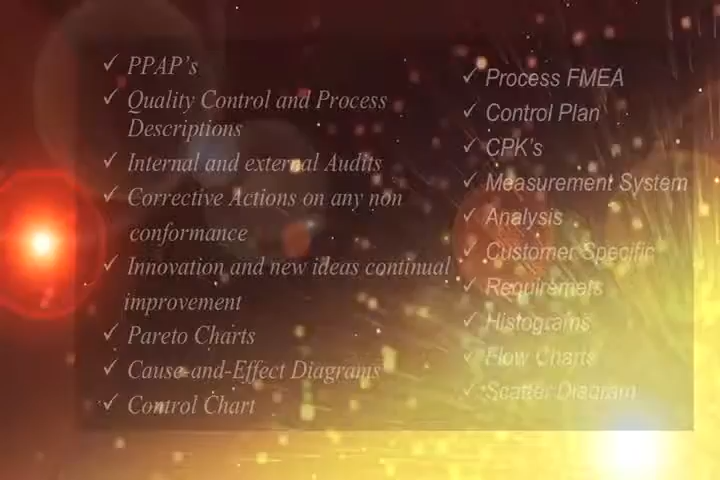 ✓ PPAP's
✓ Quality Control and Process
Descriptions
✓ Internal and external Audits
✓ Corrective Actions on any non
conformance
✓ Innovation and new ideas continual
improvement
✓ Pareto Charts
✓ Cause-and-Effect Diagrams
✓ Control Chart
✓ Process FMEA
✓ Control Plan
✓ CPK's
✓ Measurement System
✓ Analysis
✓ Customer Specific
✓ Requiremats
✓ Histograms
✓ Flow Charts
✓ Scatter Diagram